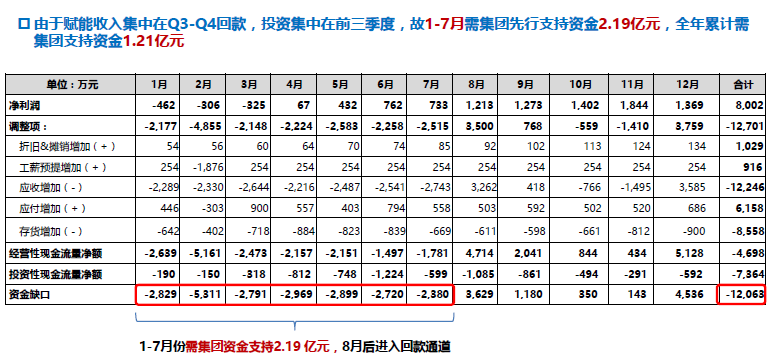 由于赋能收入集中在Q3-Q4回款，投资集中在前三季度，故1-7月需集团先行支持资金2.19亿元，全年累计需
集团支持资金1.21亿元
单位：万元 1月 2月 3月 4月 5月 6月 7月 8月 9月 10月 11月 12月 合计
净利润 -462 -306 -325 67 432 762 733 1,213 1,273 1,402 1,844 1,369 8,002
调整项： -2,177 -4,855 -2,148 -2,224 -2,583 -2,258 -2,515 3,500 768 -559 -1,410 3,759 -12,701
折旧&摊销增加（+） 54 56 60 64 70 74 85 92 102 113 124 134 1,029
工薪预提增加（+） 254 -1,876 254 254 254 254 254 254 254 254 254 254 916
应收增加（-） -2,289 -2,330 -2,644 -2,216 -2,487 -2,541 -2,743 3,262 418 -766 -1,495 3,585 -12,246
应付增加（+） 446 -303 900 557 403 794 558 503 592 502 520 686 6,158
存货增加（-） -642 -402 -718 -884 -823 -839 -669 -611 -598 -661 -812 -900 -8,558
经营性现金流量净额 -2,639 -5,161 -2,473 -2,157 -2,151 -1,497 -1,781 4,714 2,041 844 434 5,128 -4,698
投资性现金流量净额 -190 -150 -318 -812 -748 -1,224 -599 -1,085 -861 -494 -291 -592 -7,364
资金缺口 -2,829 -5,311 -2,791 -2,969 -2,899 -2,720 -2,380 3,629 1,180 350 143 4,536 -12,063
1-7月份需集团资金支持2.19 亿元，8月后进入回款通道